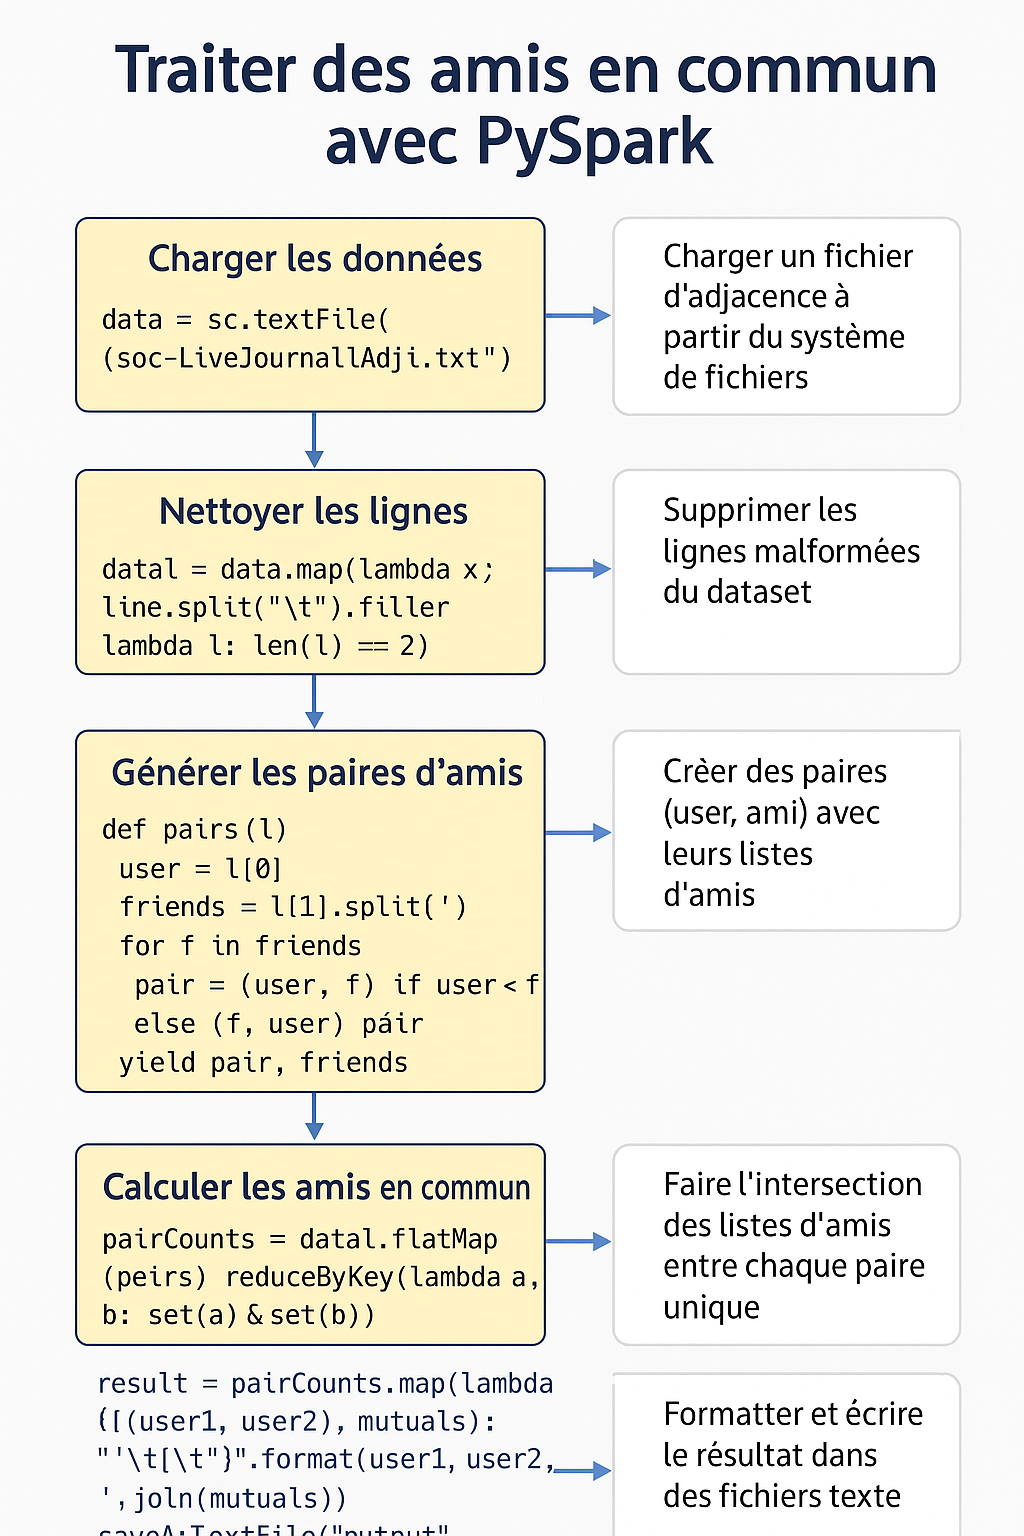 Traiter des amis en commun
avec PySpark
Charger les données
data = sc.textFile(
(soc-LiveJournallAdji.txt")
Charger un fichier
d'adjacence à
partir du système
de fichiers
Nettoyer les lignes
datal = data.map(lambda x;
line.split("\t").filler
lambda l: len(l) == 2)
Supprimer les
lignes malformées
du dataset
Générer les paires d’amis
def pairs(l)
user = l[0]
friends = l[1].split(')
for f in friends
pair = (user, f) if user < f
else (f, user) páir
yield pair, friends
Crèer des paires
(user, ami) avec
leurs listes
d'amis
Calculer les amis en commun
pairCounts = datal.flatMap
(peirs) reduceByKey(lambda a,
b: set(a) & set(b))
Faire l'intersection
des listes d'amis
entre chaque paire
unique
result = pairCounts.map(lambda
([(user1, user2), mutuals):
"'\t[\t"}".format(user1, user2,
',joln(mutuals))
saveA:TextFile("putput"
Formatter et écrire
le résultat dans
des fichiers texte